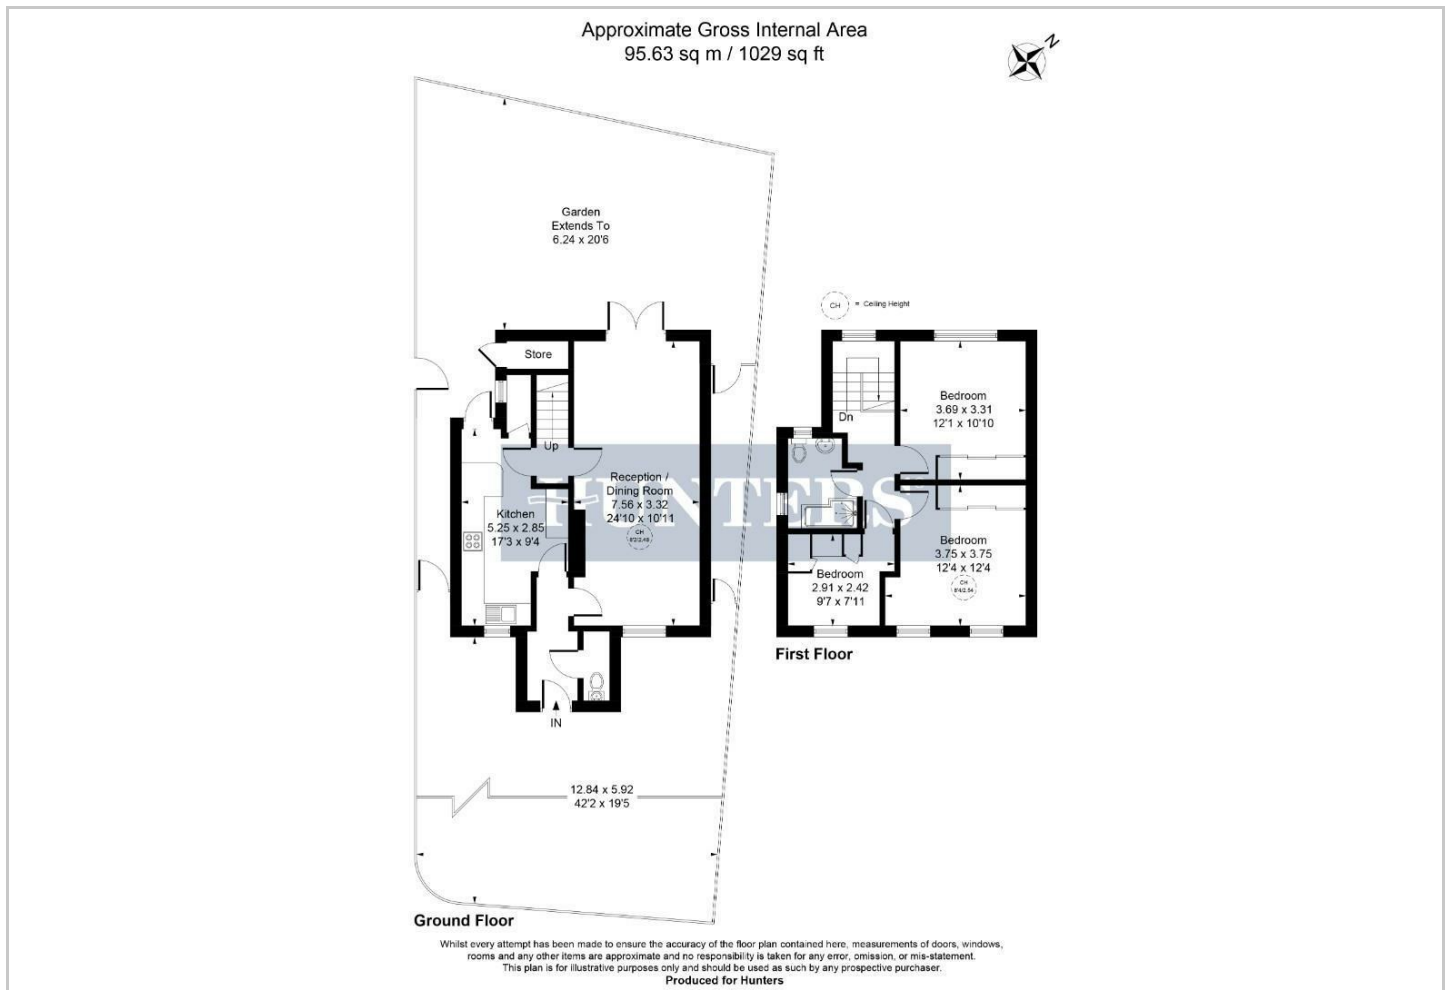 Approximate Gross Internal Area
95.63 sq m / 1029 sq ft
N
Garden
Extends To
6.24 x 20'6
CH = Ceiling Height
Store
Up
Reception /
Dining Room
7.56 x 3.32
24'10 x 10'11
CH
Kitchen
5.25 x 2.85
17'3 x 9'4
IN
12.84 x 5.92
42'2 x 19'5
Ground Floor
Dn
Bedroom
3.69 x 3.31
12'1 x 10'10
Bedroom
3.75 x 3.75
12'4 x 12'4
CH
8'4/2.54
Bedroom
2.91 x 2.42
9'7 x 7'11
First Floor
HUNTERS
Whilst every attempt has been made to ensure the accuracy of the floor plan contained here, measurements of doors, windows,
rooms and any other items are approximate and no responsibility is taken for any error, omission, or mis-statement.
This plan is for illustrative purposes only and should be used as such by any prospective purchaser.
Produced for Hunters